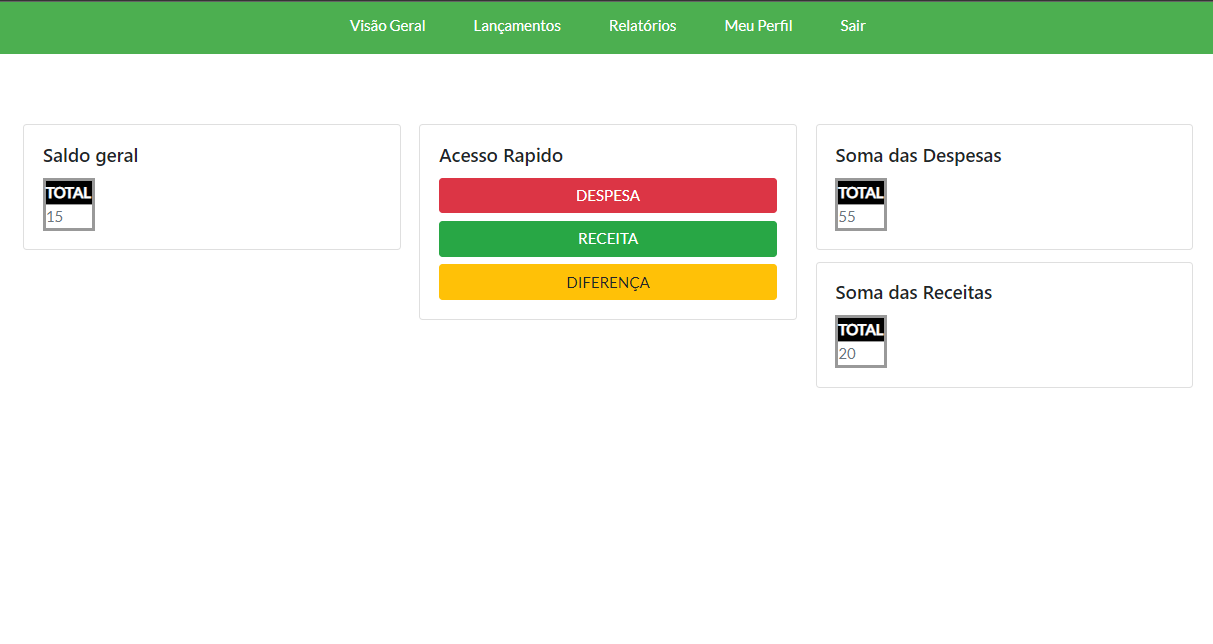 Visão Geral Lançamentos Relatórios Meu Perfil Sair
Saldo geral
TOTAL
15
Acesso Rapido
DESPESA
RECEITA
DIFERENÇA
Soma das Despesas
TOTAL
55
Soma das Receitas
TOTAL
20